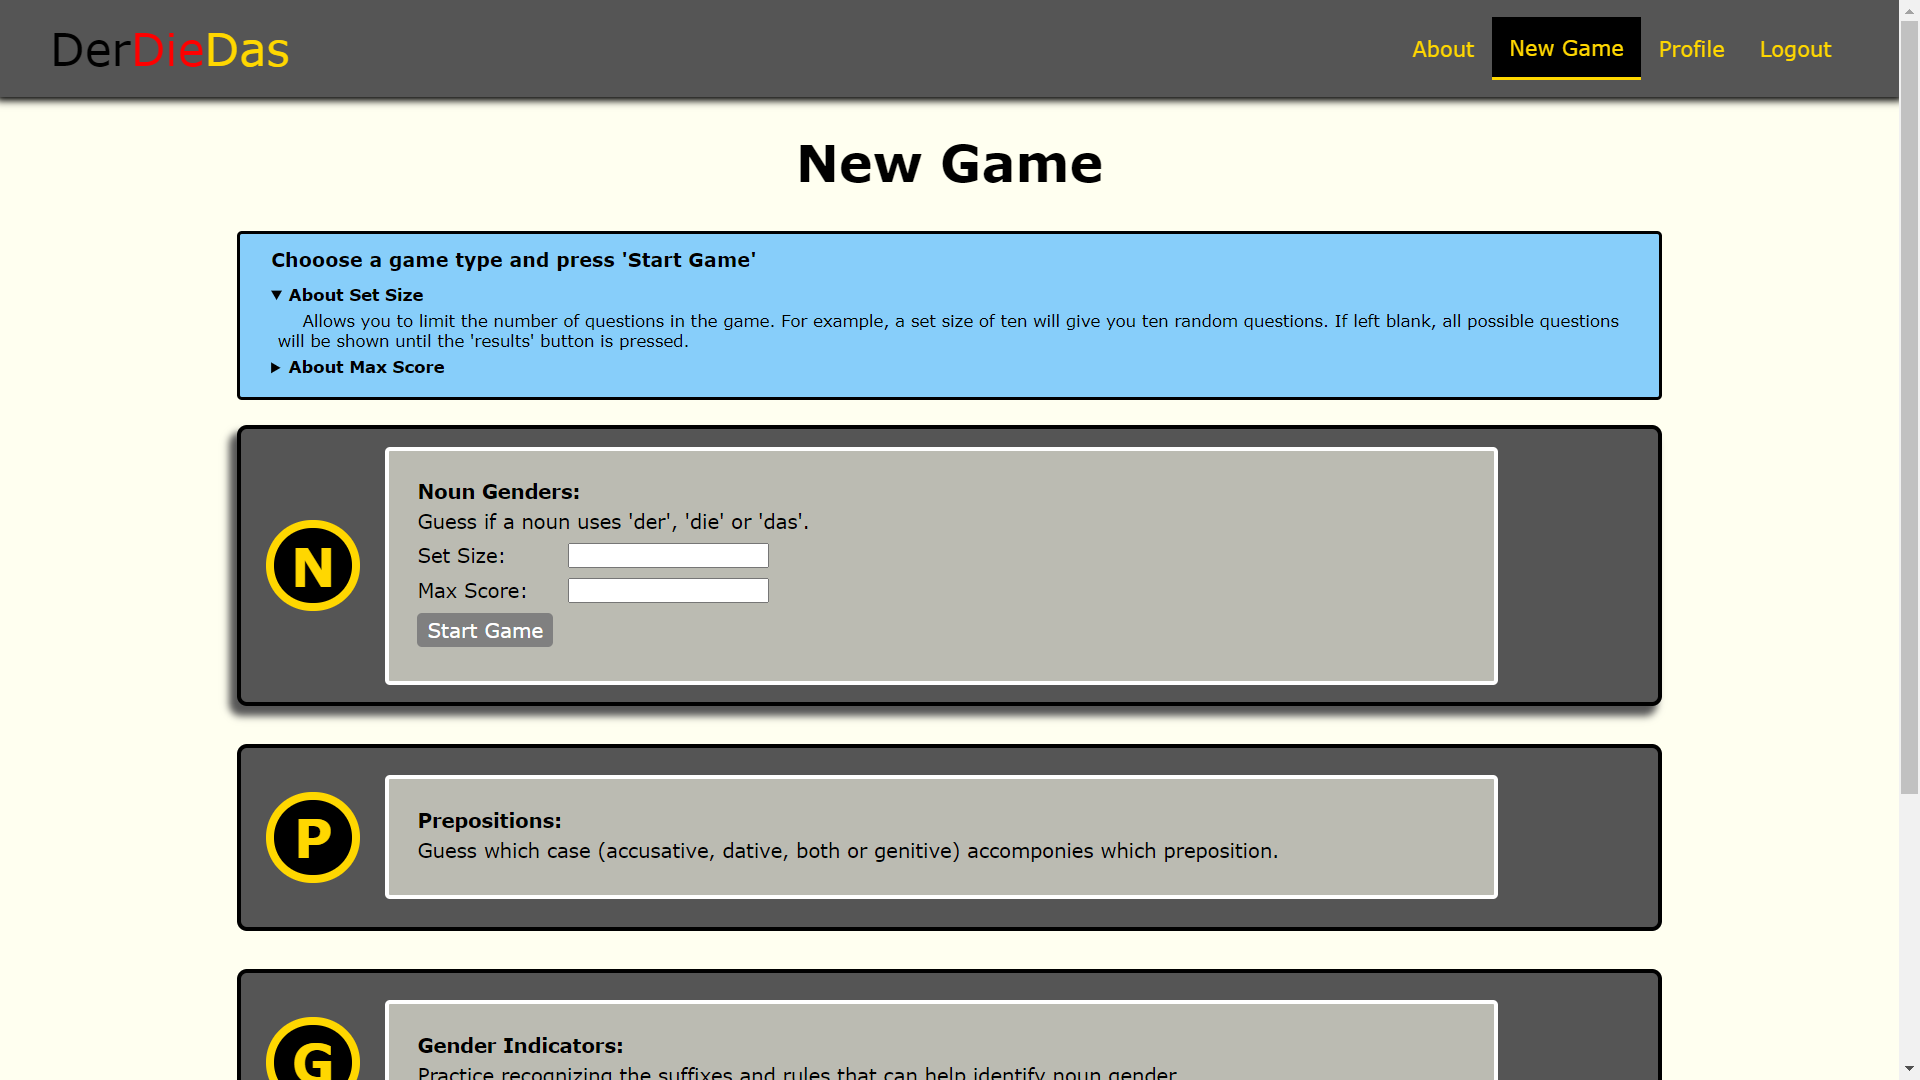 DerDieDas
About New Game Profile Logout
New Game
Chooose a game type and press 'Start Game'
About Set Size
Allows you to limit the number of questions in the game. For example, a set size of ten will give you ten random questions. If left blank, all possible questions
will be shown until the 'results' button is pressed.
About Max Score
N
Noun Genders:
Guess if a noun uses 'der', 'die' or 'das'.
Set Size:
Max Score:
Start Game
P
Prepositions:
Guess which case (accusative, dative, both or genitive) accomponies which preposition.
G
Gender Indicators:
Practice recognizing the suffixes and rules that can help identify noun gender